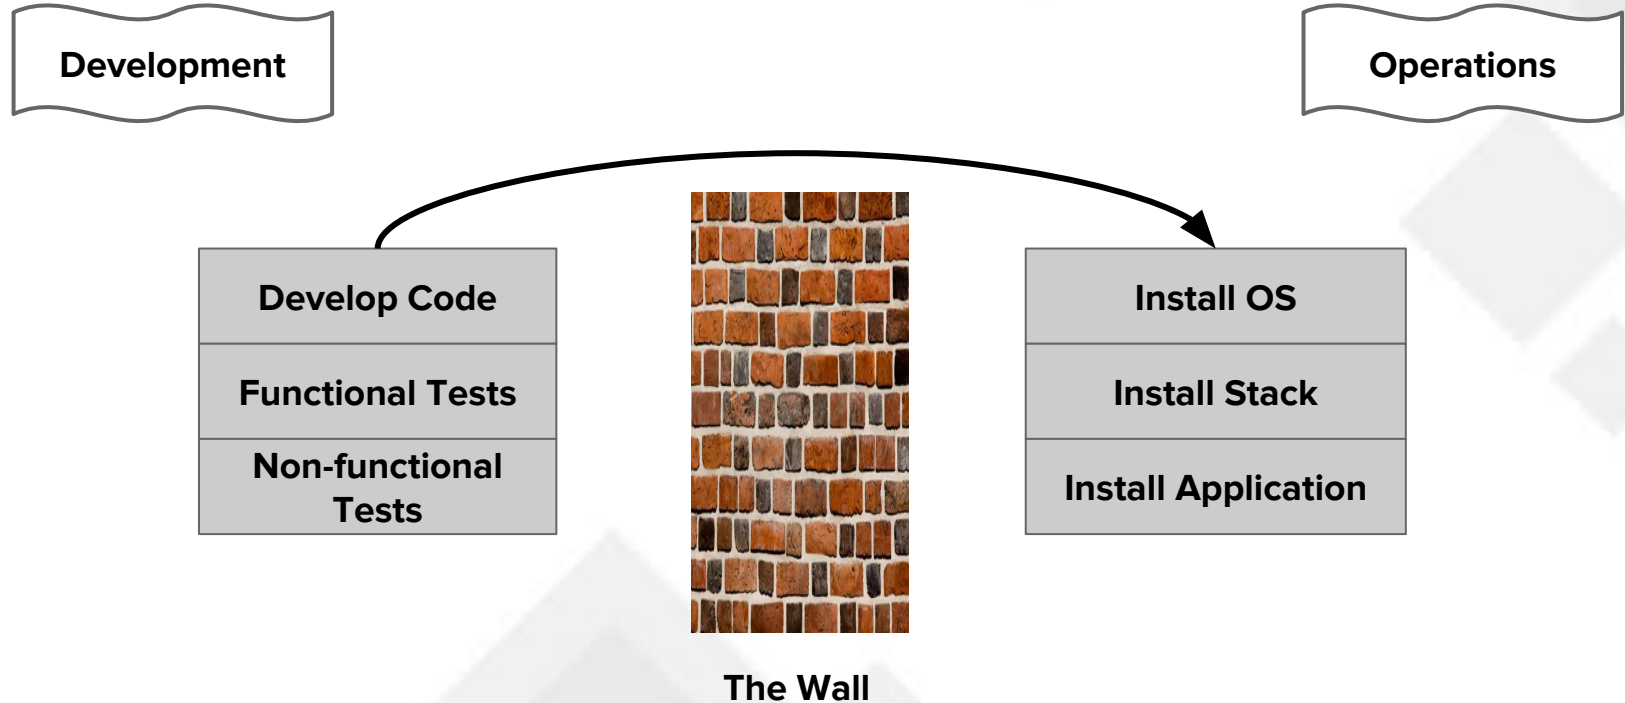 Development
Operations
Develop Code
Functional Tests
Non-functional
Tests
Install OS
Install Stack
Install Application
The Wall